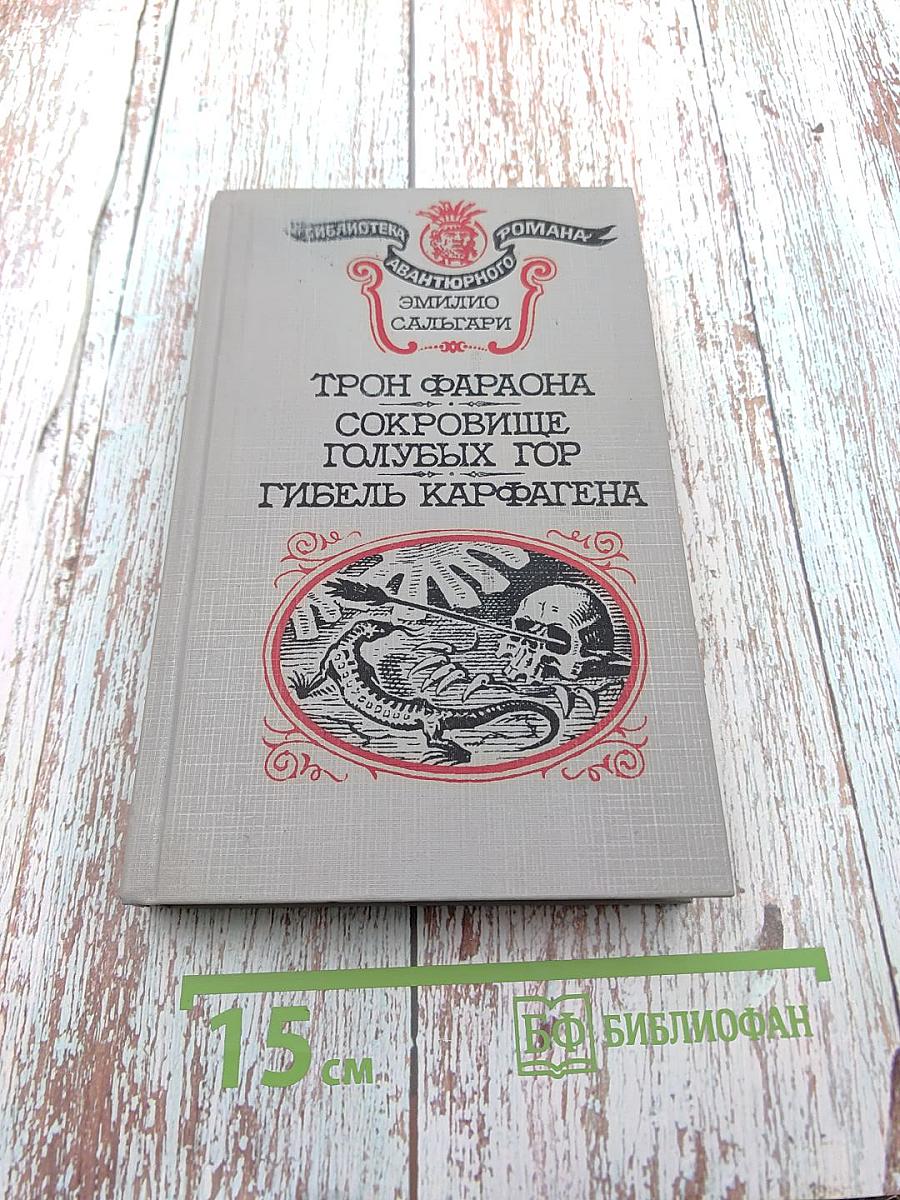 БИБЛИОТЕКА
АВАНТЮРНОГО
РОМАНА
ЭМИЛИО
САЛЬГАРИ
ТРОН ФАРАОНА
СОКРОВИЩЕ
ГОЛУБЫХ ГОР
ГИБЕЛЬ КАРФАГЕНА
15 см
БФ БИБЛИОФАН